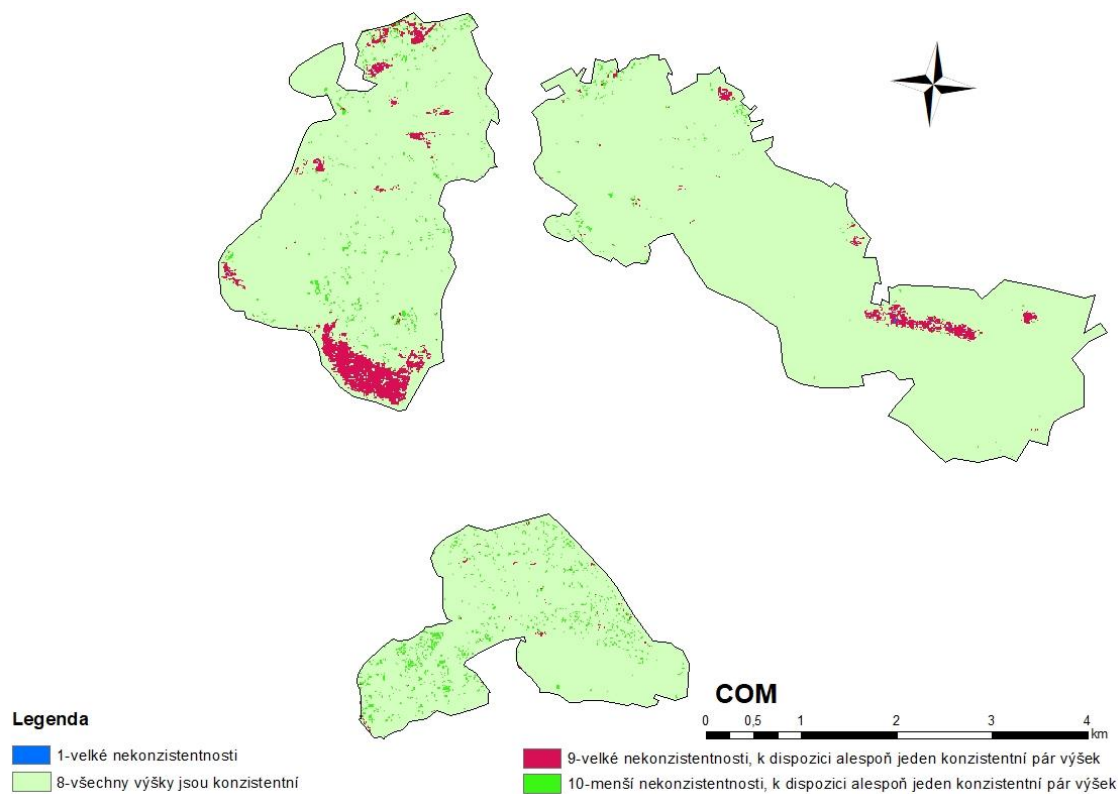 COM
0 0,5 1 2 3 4
km
Legenda
1-velké nekonzistentnosti
8-všechny výšky jsou konzistentní
9-velké nekonzistentnosti, k dispozici alespoň jeden konzistentní pár výšek
10-menší nekonzistentnosti, k dispozici alespoň jeden konzistentní pár výšek